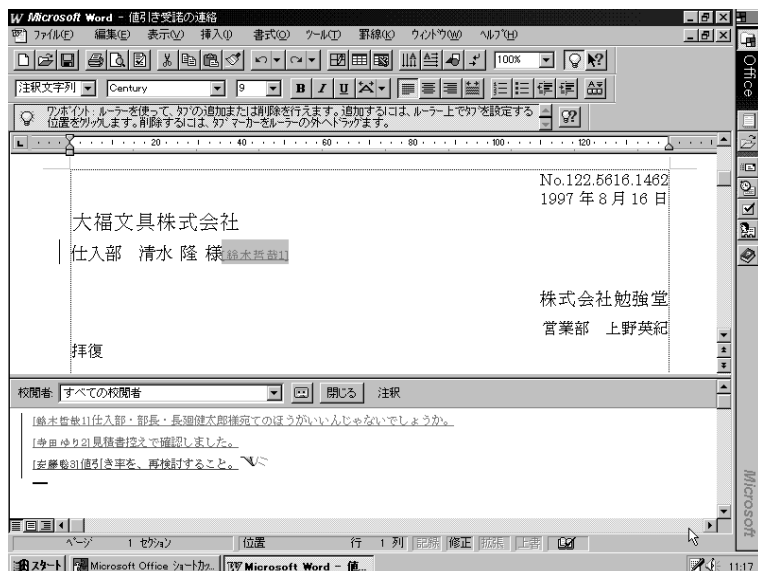 Microsoft Word - 値引き受諾の連絡
ファイル(F) 編集(E) 表示(V) 挿入(I) 書式(O) ツール(T) 罫線(K) ウィンドウ(W) ヘルプ(H)
100%
注釈文字列 Century 9 B I U
ワンポイント: ルーラーを使って、タブの追加または削除を行えます。追加するには、ルーラー上でタブを設定する
位置をクリックします。削除するには、タブ マーカーをルーラーの外へドラッグます。
20 40 60 80 100 120
No.122.5616.1462
1997 年 8 月 16 日
大福文具株式会社
仕入部 清水 隆 様[鈴木哲哉1]
株式会社勉強堂
営業部 上野英紀
拝復
校閲者: すべての校閲者 閉じる 注釈
[鈴木哲哉1]仕入部・部長・長廻健太郎様宛てのほうがいいんじゃないでしょうか。
[寺田ゆり2]見積書控えで確認しました。
[安藤聡3]値引き率を、再検討すること。
ページ 1 セクション 位置 行 1 列 記録 修正 拡張 上書
スタート Microsoft Office ショートカッ.. Microsoft Word - 値... 11:17
Office
Microsoft